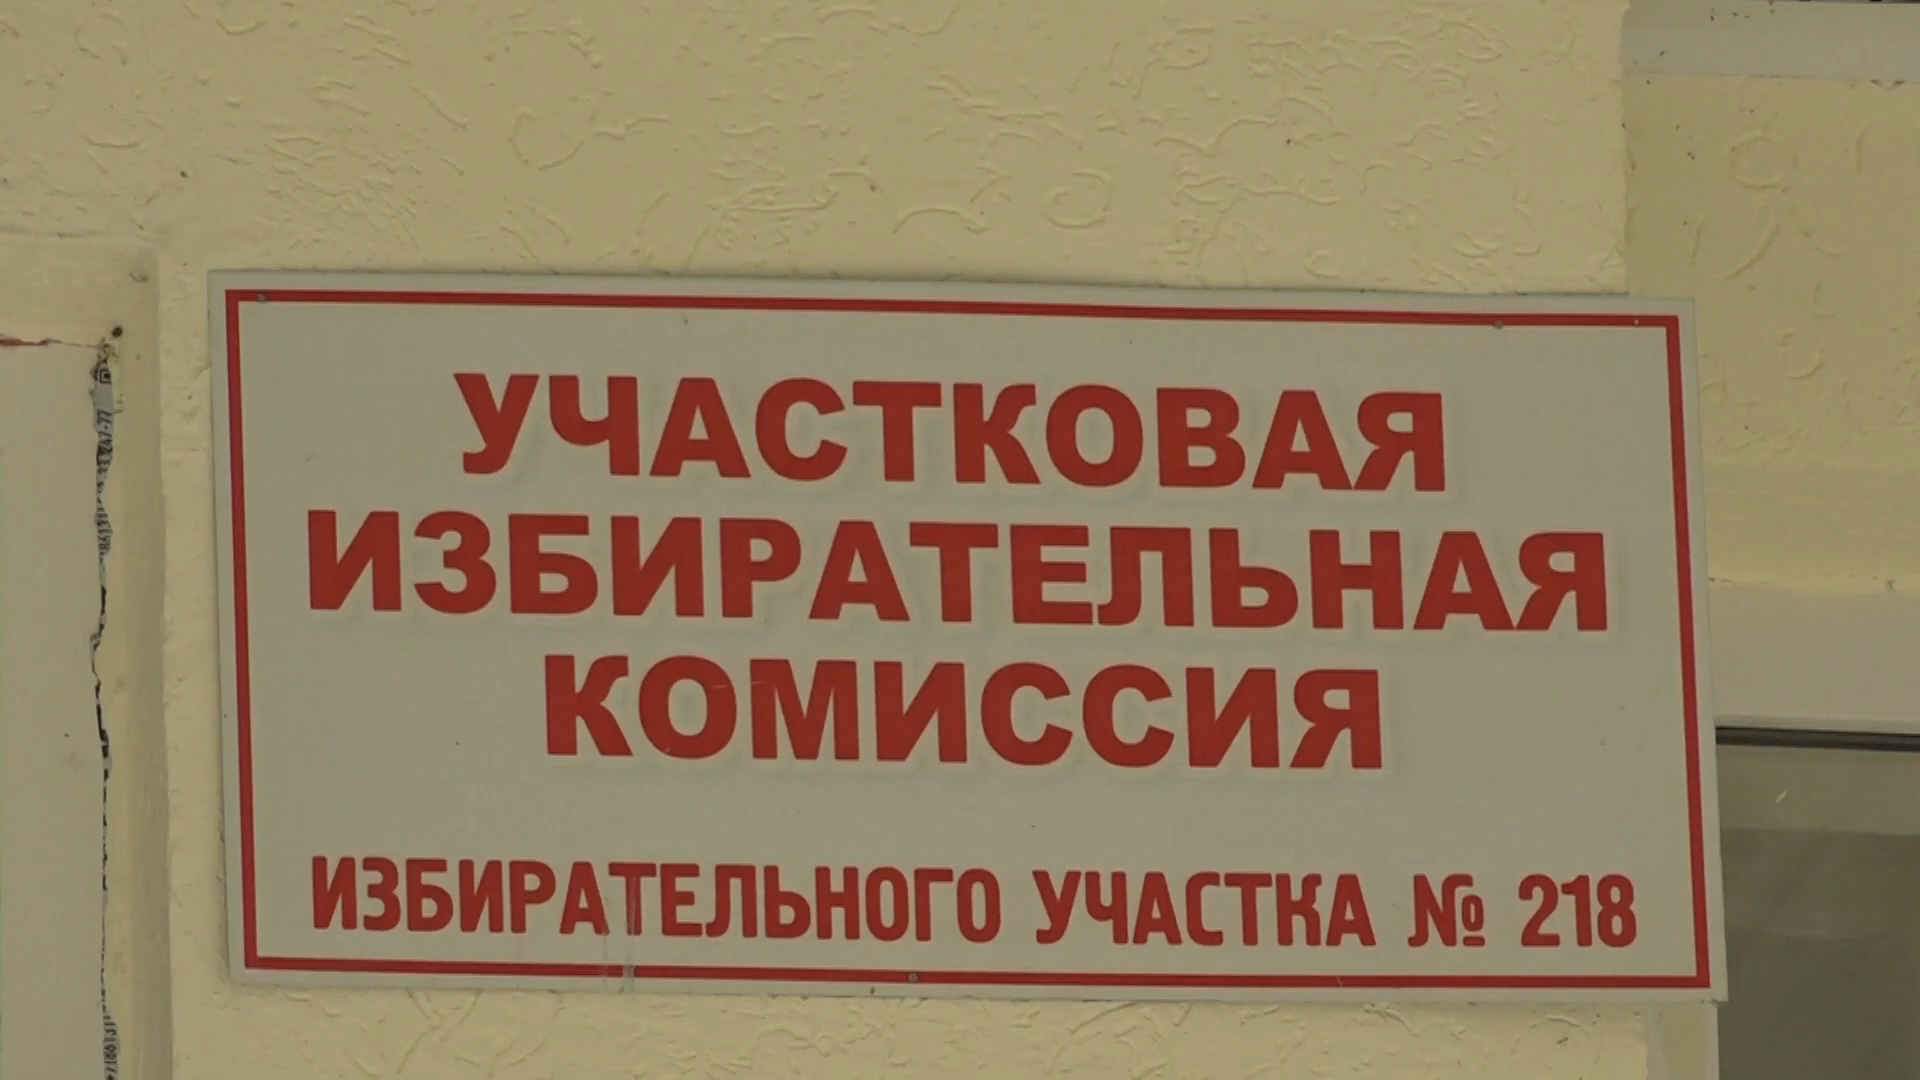 УЧАСТКОВАЯ
ИЗБИРАТЕЛЬНАЯ
КОМИССИЯ
ИЗБИРАТЕЛЬНОГО УЧАСТКА № 218